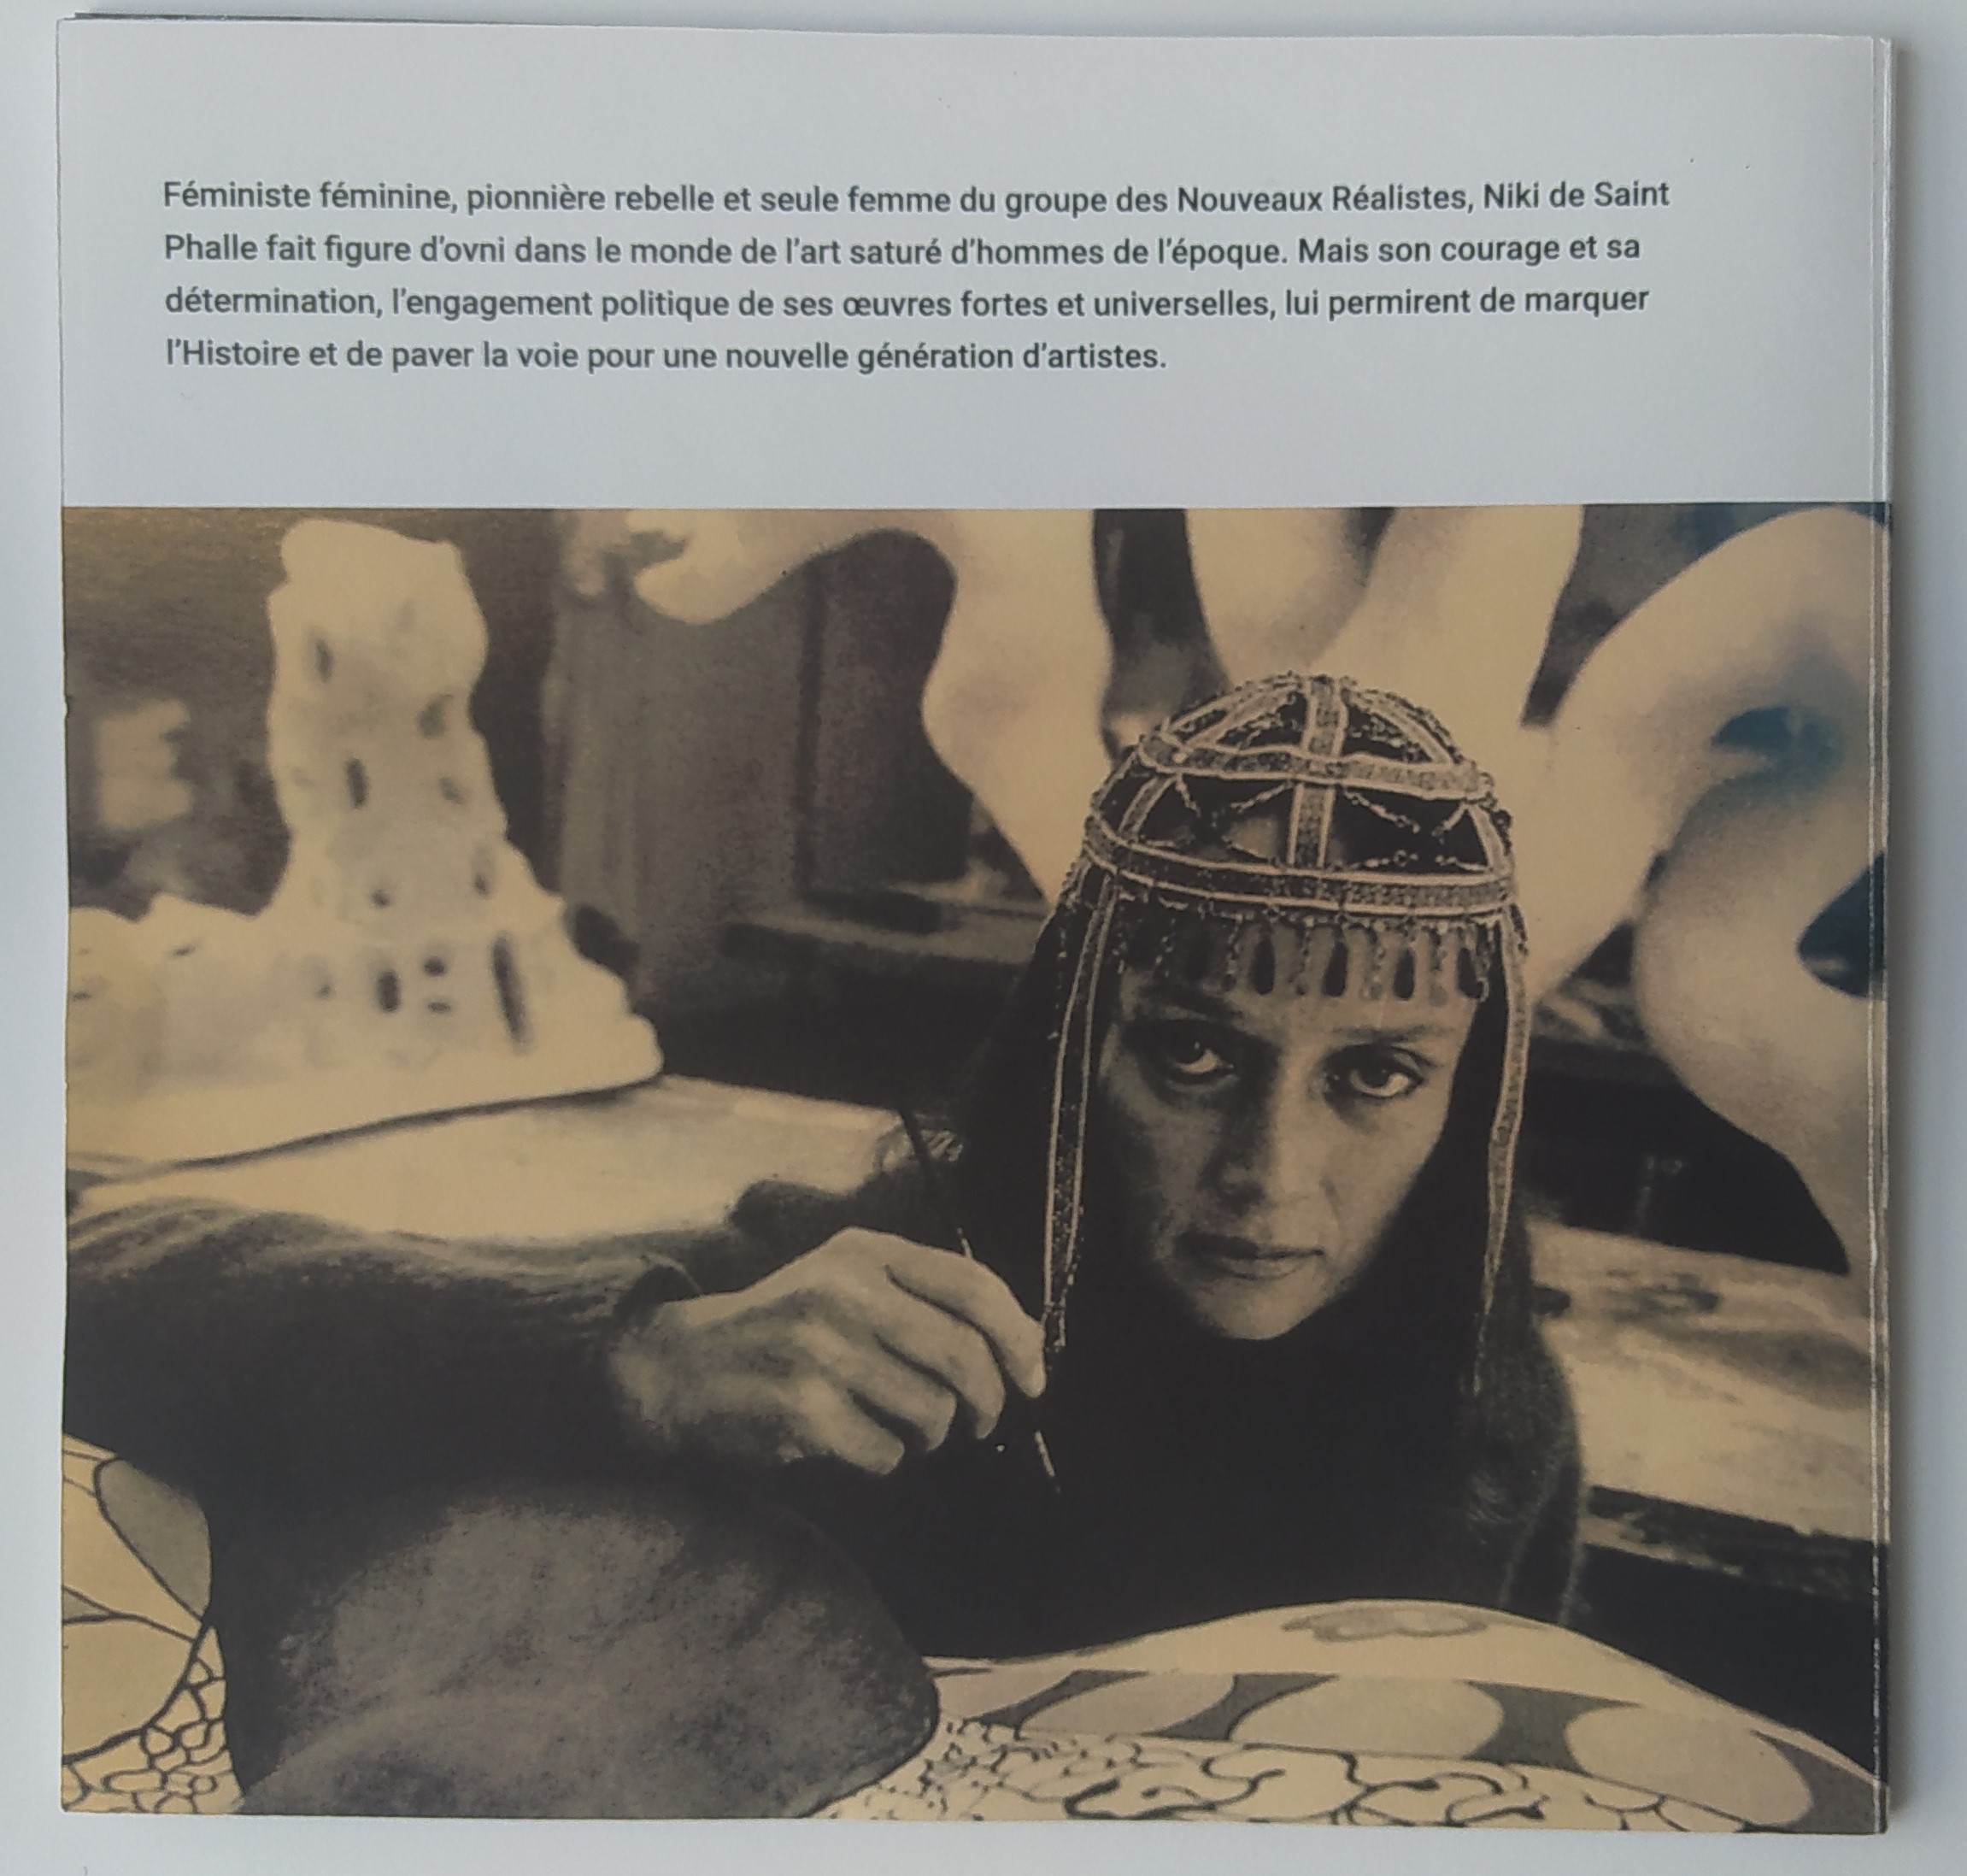 Féministe féminine, pionnière rebelle et seule femme du groupe des Nouveaux Réalistes, Niki de Saint
Phalle fait figure d'ovni dans le monde de l'art saturé d'hommes de l'époque. Mais son courage et sa
détermination, l'engagement politique de ses œuvres fortes et universelles, lui permirent de marquer
l'Histoire et de paver la voie pour une nouvelle génération d'artistes.